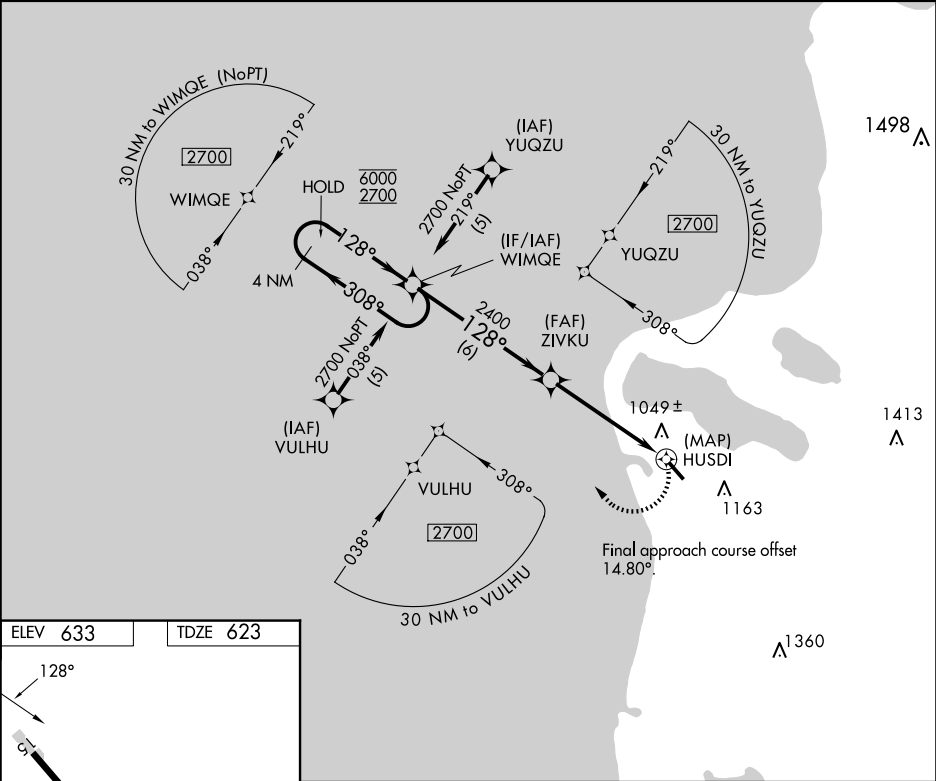 30 NM to WIMQE (NoPT)
219°
2700
WIMQE
038°
HOLD
6000
2700
(IAF)
YUQZU
2700 NoPT
219°
(5)
128°
4 NM
308°
(IF/IAF)
WIMQE
2700 NoPT
038°
(5)
(IAF)
VULHU
2400
128°
(6)
(FAF)
ZIVKU
219°
30 NM to YUQZU
2700
YUQZU
308°
1498
1413
1049 ±
(MAP)
HUSDI
1163
Final approach course offset
14.80°.
308°
VULHU
038°
2700
30 NM to VULHU
1360
ELEV 633
TDZE 623
128°
15